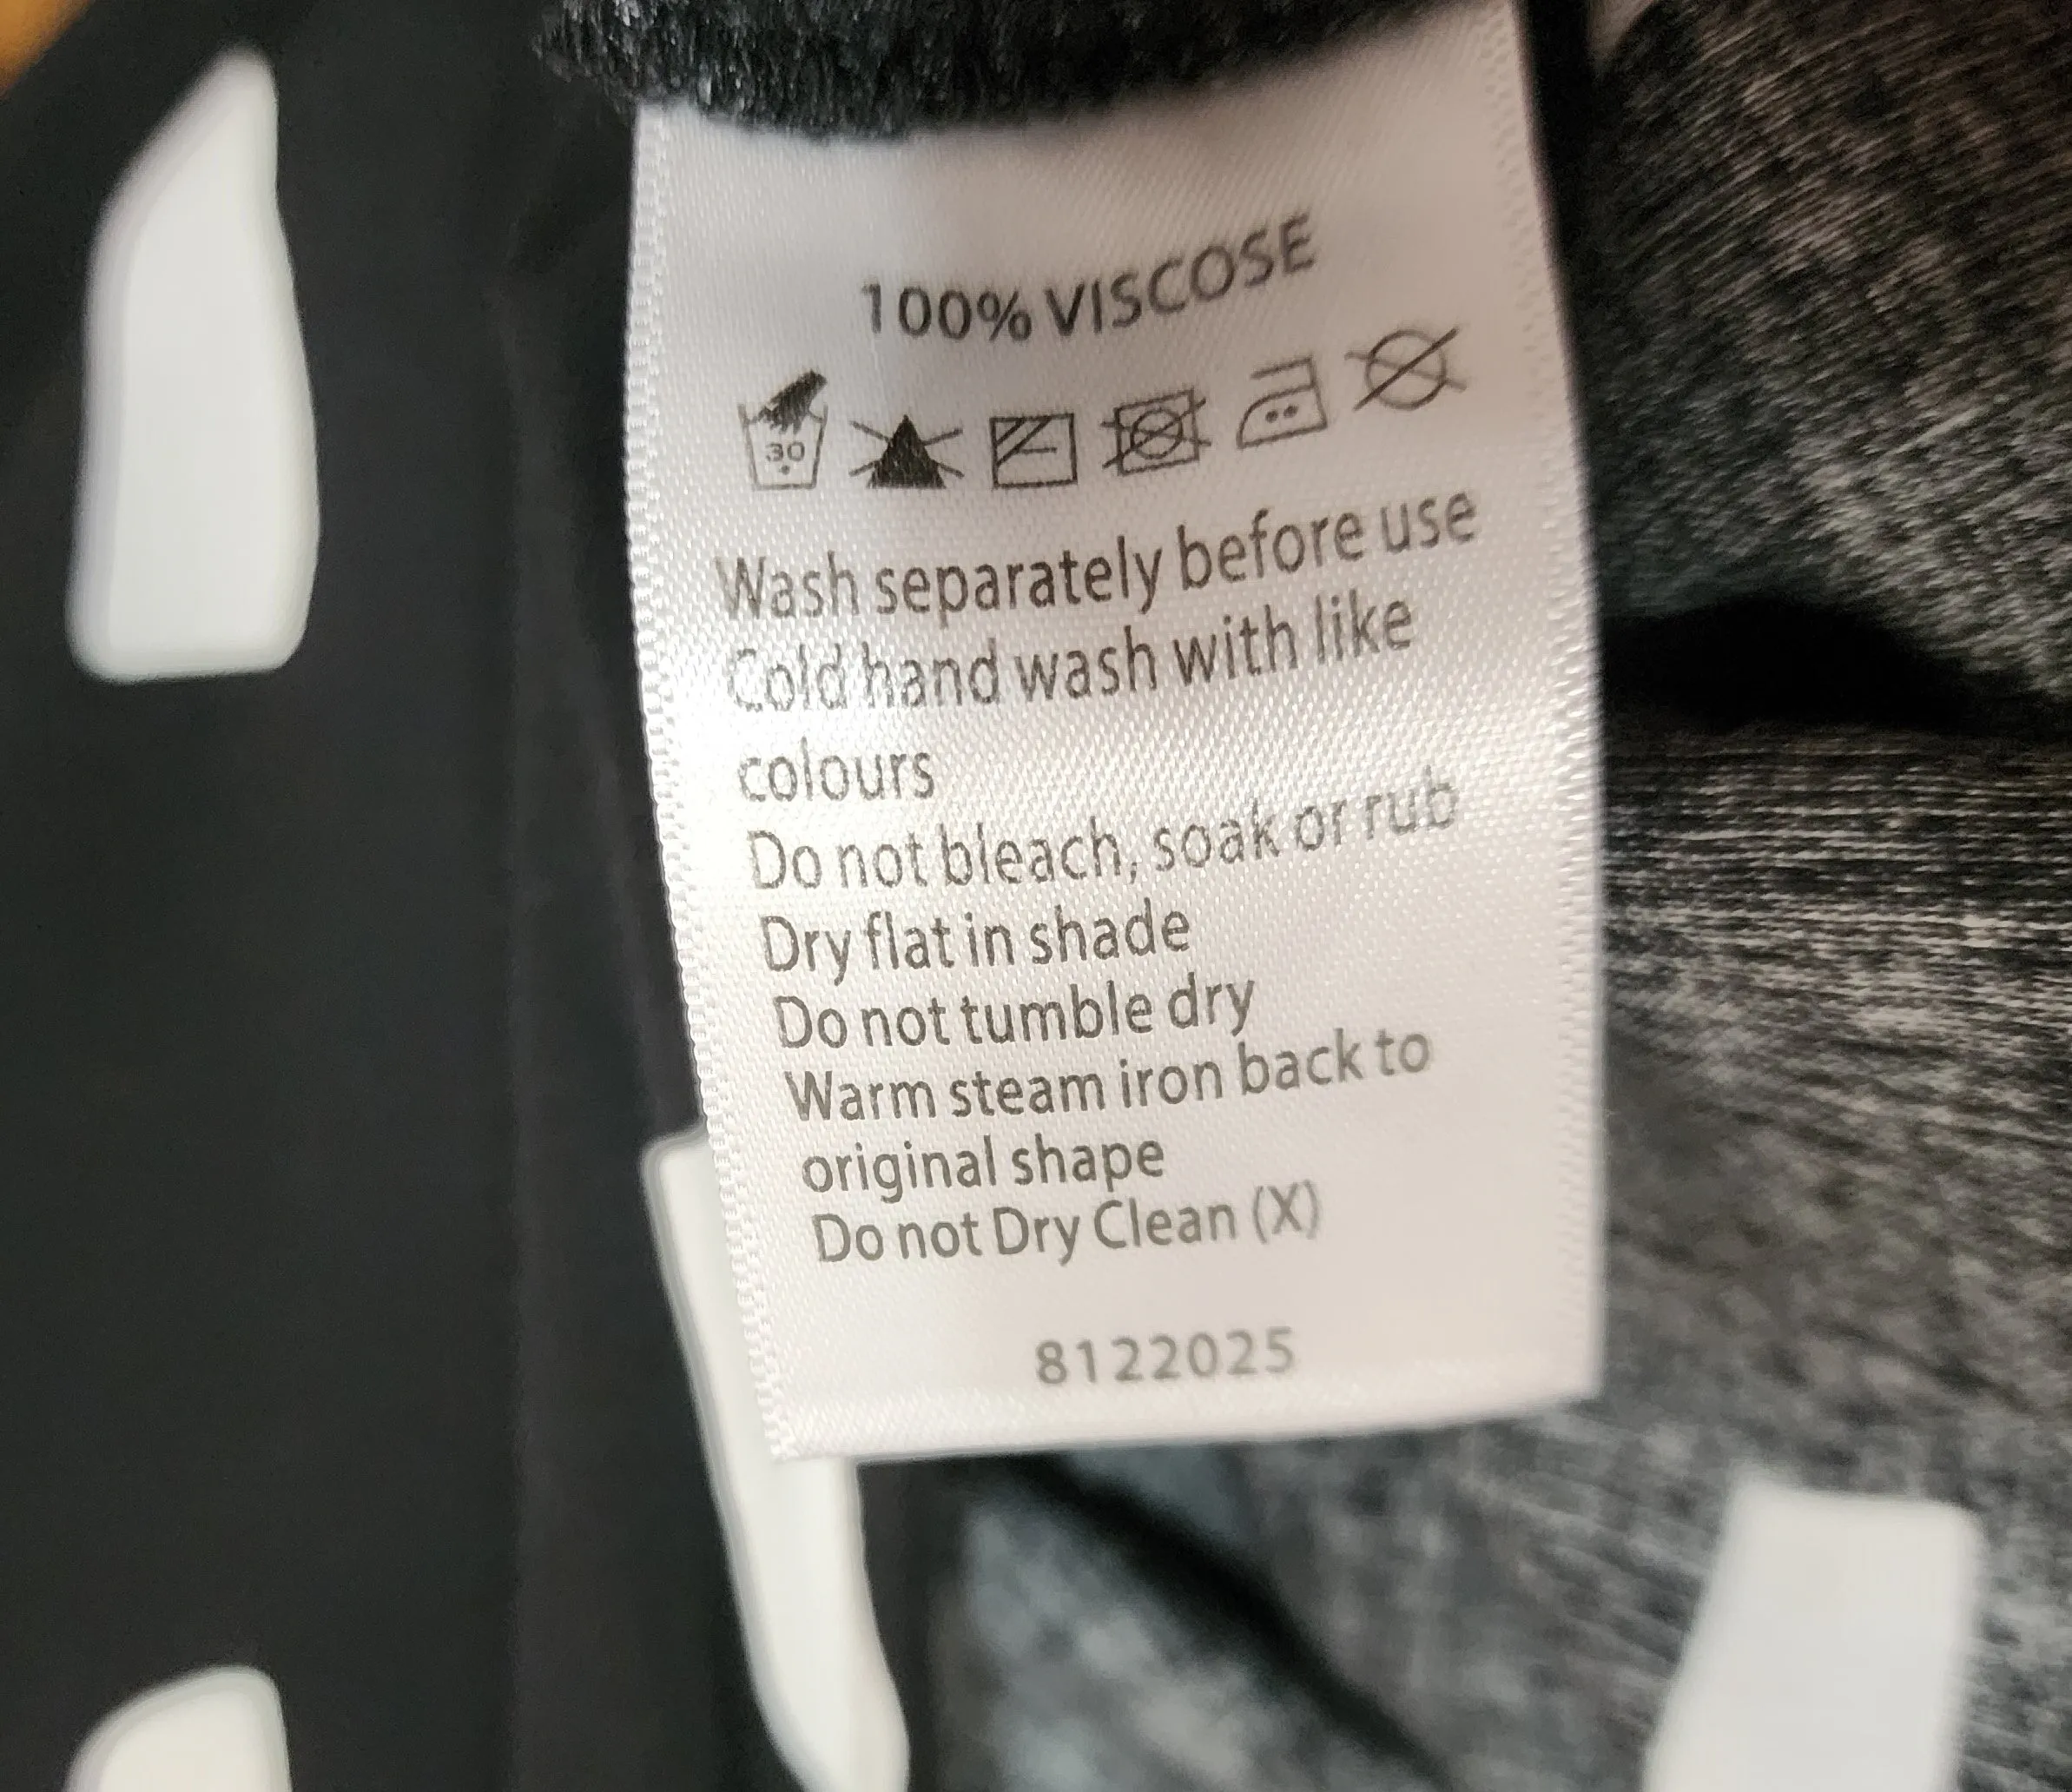 100% VISCOSE
30
Wash separately before use
Cold hand wash with like
colours
Do not bleach, soak or rub
Dry flat in shade
Do not tumble dry
Warm steam iron back to
original shape
Do not Dry Clean (X)
8122025